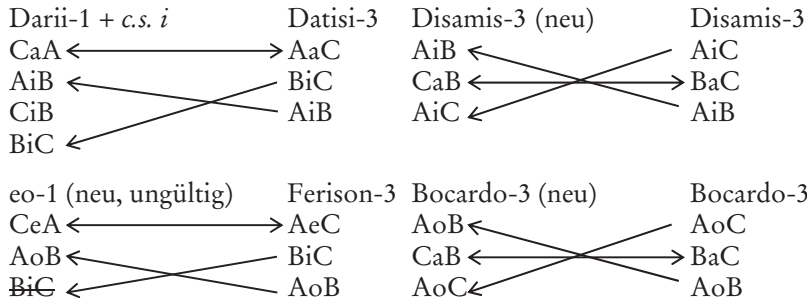 Darii-1 + c.s. i Datisi-3 Disamis-3 (neu) Disamis-3
CaA AaC AiB AiC
AiB BiC CaB BaC
CiB AiB AiC AiB
BiC
eo-1 (neu, ungültig) Ferison-3 Bocardo-3 (neu) Bocardo-3
CeA AeC AoB AoC
AoB BiC CaB BaC
BiC AoB AoC AoB